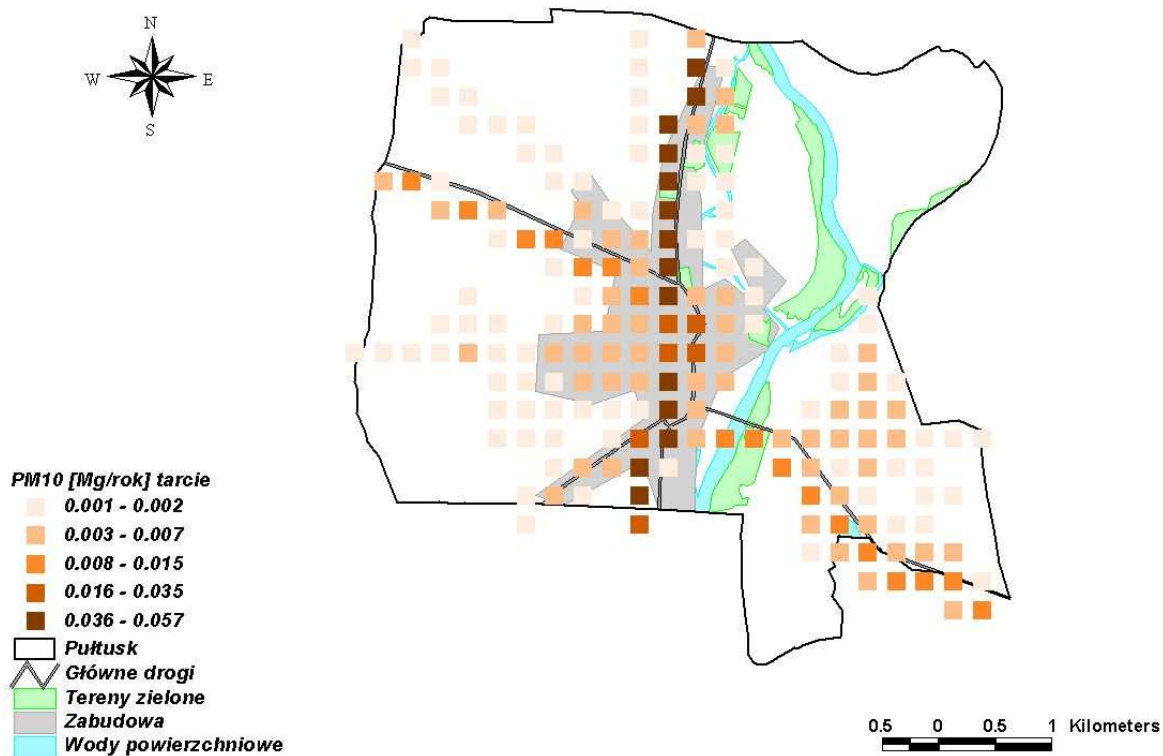 N
W E
S
PM10 [Mg/rok] tarcie
0.001 - 0.002
0.003 - 0.007
0.008 - 0.015
0.016 - 0.035
0.036 - 0.057
Pułtusk
Główne drogi
Tereny zielone
Zabudowa
Wody powierzchniowe
0.5 0 0.5 1 Kilometers